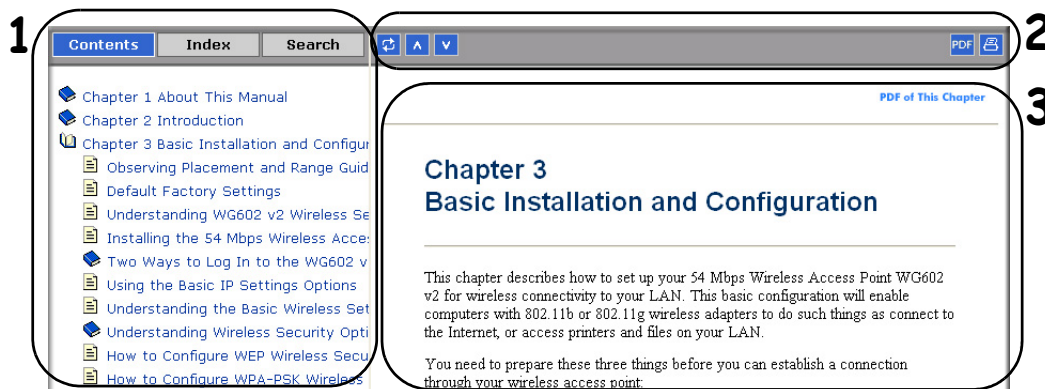 1
Contents Index Search
PDF
2
Chapter 1 About This Manual
Chapter 2 Introduction
Chapter 3 Basic Installation and Configur
Observing Placement and Range Guid
Default Factory Settings
Understanding WG602 v2 Wireless Se
Installing the 54 Mbps Wireless Acce
Two Ways to Log In to the WG602 v
Using the Basic IP Settings Options
Understanding the Basic Wireless Set
Understanding Wireless Security Opti
How to Configure WEP Wireless Secu
How to Configure WPA-PSK Wireless
3
PDF of This Chapter
Chapter 3
Basic Installation and Configuration
This chapter describes how to set up your 54 Mbps Wireless Access Point WG602
v2 for wireless connectivity to your LAN. This basic configuration will enable
computers with 802.11b or 802.11g wireless adapters to do such things as connect to
the Internet, or access printers and files on your LAN.
You need to prepare these three things before you can establish a connection
through your wireless access point: